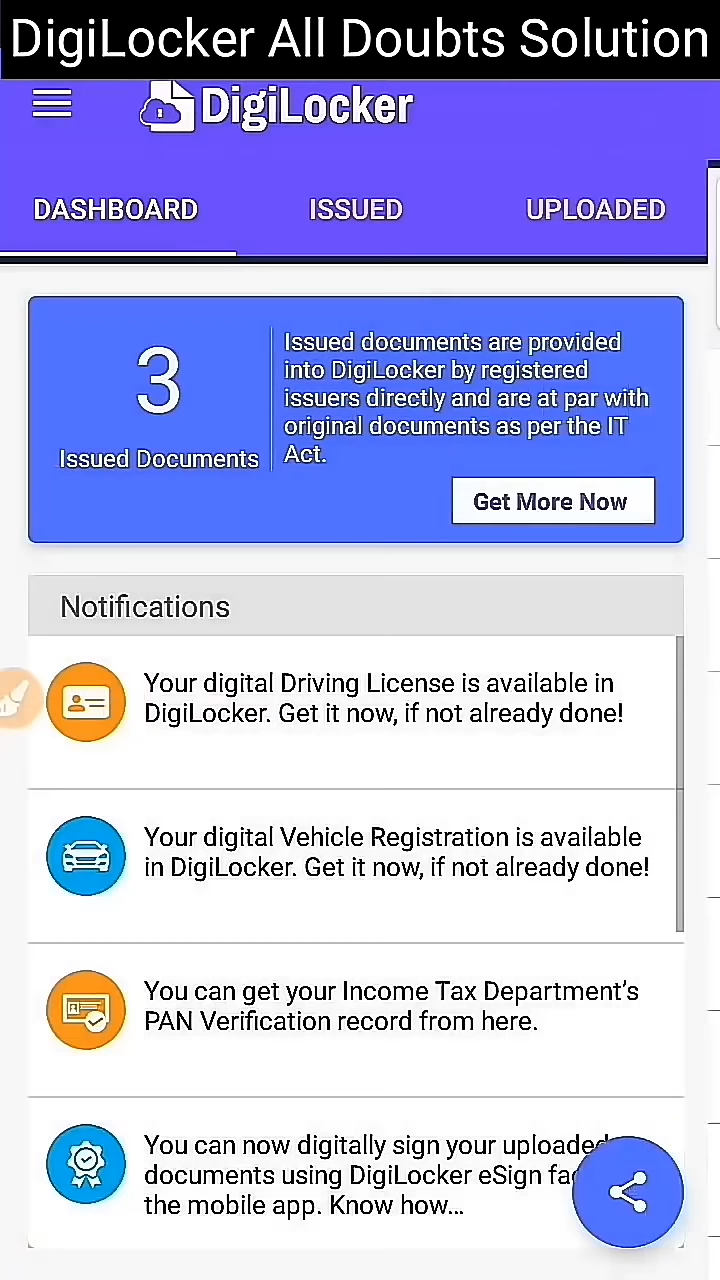 DigiLocker All Doubts Solution
DigiLocker
DASHBOARD
ISSUED
UPLOADED
3
Issued Documents
Issued documents are provided
into DigiLocker by registered
issuers directly and are at par with
original documents as per the IT
Act.
Get More Now
Notifications
Your digital Driving License is available in
DigiLocker. Get it now, if not already done!
Your digital Vehicle Registration is available
in DigiLocker. Get it now, if not already done!
You can get your Income Tax Department’s
PAN Verification record from here.
You can now digitally sign your uploaded
documents using DigiLocker eSign
the mobile app. Know how...